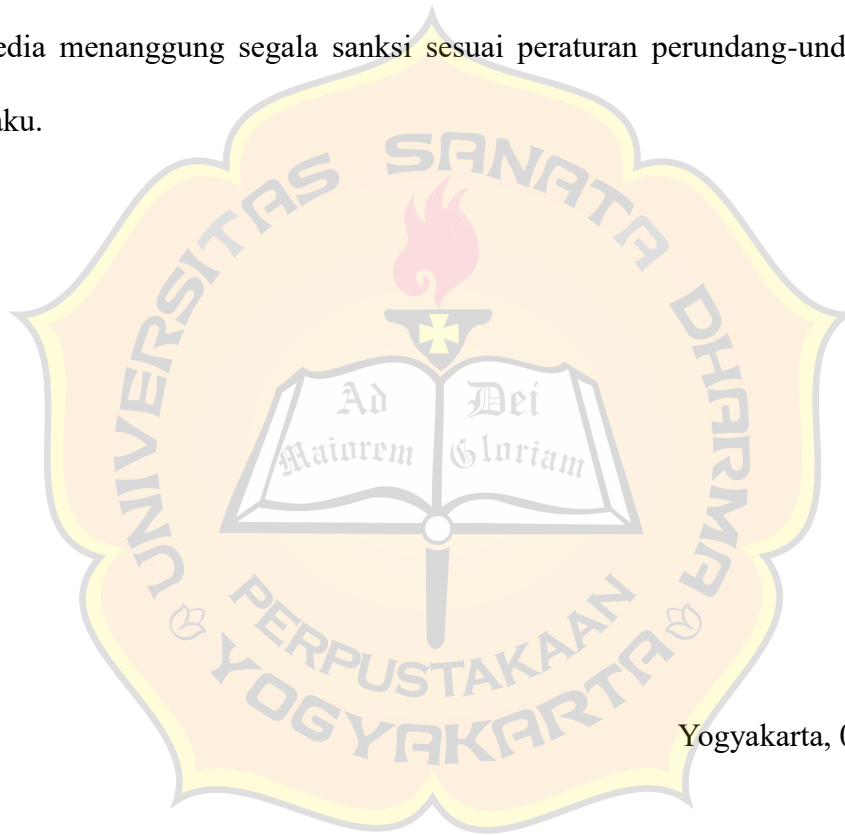 edia menanggung segala sanksi sesuai peraturan perundang-und
aku.
UNIVERSITAS SANATA DHARMA
Ad Dei
Maiorem Gloriam
PERPUSTAKAAN
YOGYAKARTA
Yogyakarta, 0